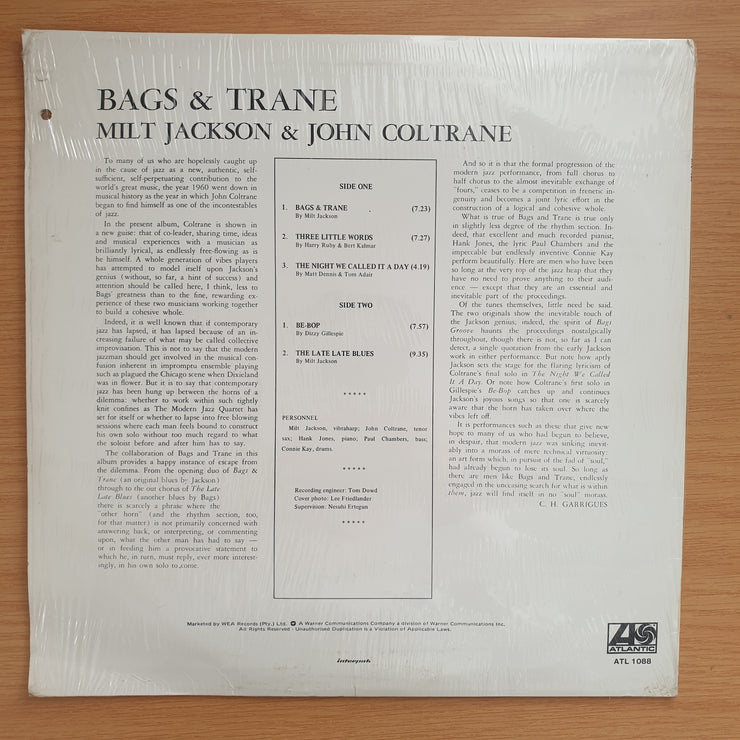 BAGS & TRANE
MILT JACKSON & JOHN COLTRANE
To many of us who are hopelessly caught up
in the cause of jazz as a new, authentic, self-
sufficient, self-perpetuating contribution to the
world's great music, the year 1960 went down in
musical history as the year in which John Coltrane
began to find himself as one of the incontestables
of jazz.
In the present album, Coltrane is shown in
a new guise: that of co-leader, sharing time, ideas
and musical experiences with a musician as
brilliantly lyrical, as endlessly free-flowing as is
he himself. A whole generation of vibes players
has attempted to model itself upon Jackson's
genius (without, so far, a hint of success) and
attention should be called here, I think, less to
Bags' greatness than to the fine, rewarding exp-
erience of these two musicians working together
to build a cohesive whole.
Indeed, it is well known that if contemporary
jazz has lapsed, it has lapsed because of an in-
creasing failure of what may be called collective
improvisation. This is not to say that the modern
jazzman should get involved in the musical con-
fusion inherent in impromptu ensemble playing
such as plagued the Chicago scene when Dixieland
was in flower. But it is to say that contemporary
jazz has been hung up between the horns of a
dilemma: whether to work within such tightly
knit confines as The Modern Jazz Quartet has
set for itself or whether to lapse into free blowing
sessions where each man feels bound to construct
his own solo without too much regard to what
the soloist before and after him has to say.
The collaboration of Bags and Trane in this
album provides a happy instance of escape from
the dilemma. From the opening duo of Bags &
Trane (an original blues by Jackson)
through to the out chorus of The Late
Late Blues (another blues by Bags)
there is scarcely a phrase where the
"other horn" (and the rhythm section, too,
for that matter) is not primarily concerned with
answering back, or interpreting, or commenting
upon, what the other man has had to say —
or in feeding him a provocative statement to
which he, in turn, must reply, ever more interest-
ingly, in his own solo to come.
SIDE ONE
1. BAGS & TRANE (7.23)
By Milt Jackson
2. THREE LITTLE WORDS (7.27)
By Harry Ruby & Bert Kalmar
3. THE NIGHT WE CALLED IT A DAY (4.19)
By Matt Dennis & Tom Adair
SIDE TWO
1. BE-BOP (7.57)
By Dizzy Gillespie
2. THE LATE LATE BLUES (9.35)
By Milt Jackson
* * * * *
PERSONNEL
Milt Jackson, vibraharp; John Coltrane, tenor
sax; Hank Jones, piano; Paul Chambers, bass;
Connie Kay, drums.
* * * * *
Recording engineer: Tom Dowd
Cover photo: Lee Friedlander
Supervision: Nesuhi Ertegun
* * * * *
And so it is that the formal progression of the
modern jazz performance, from full chorus to
half chorus to the almost inevitable exchange of
"fours," ceases to be a competition in frenetic in-
genuity and becomes a joint lyric effort in the
construction of a logical and cohesive whole.
What is true of Bags and Trane is true only
in slightly less degree of the rhythm section. In-
deed, that excellent and much recorded pianist,
Hank Jones, the lyric Paul Chambers and the
impeccable but endlessly inventive Connie Kay
perform beautifully. Here are men who have been
so long at the very top of the jazz heap that they
have no need to prove anything to their audi-
ence — except that they are an essential and
inevitable part of the proceedings.
Of the tunes themselves, little need be said.
The two originals show the inevitable touch of
the Jackson genius; indeed, the spirit of Bags
Groove haunts the proceedings nostalgically
throughout, though there is not, so far as I can
detect, a single quotation from the early Jackson
work in either performance. But note how aptly
Jackson sets the stage for the flaring lyricism of
Coltrane's final solo in The Night We Called
It A Day. Or note how Coltrane's first solo in
Gillespie's Be-Bop catches up and continues
Jackson's joyous songs so that one is scarcely
aware that the horn has taken over where the
vibes left off.
It is performances such as these that give new
hope to many of us who had begun to believe,
in despair, that modern jazz was sinking inevit-
ably into a morass of mere technical virtuosity:
an art form which, in pursuit of the fad of "soul,"
had already begun to lose its soul. So long as
there are men like Bags and Trane, endlessly
engaged in the unceasing search for what is within
them, jazz will find itself in no "soul" morass.
C. H. GARRIGUES
Marketed by WEA Records (Pty.) Ltd. A Warner Communications Company a division of Warner Communications Inc.
All Rights Reserved - Unauthorised Duplication is a Violation of Applicable Laws.
interpak
ATLANTIC
ATL 1088